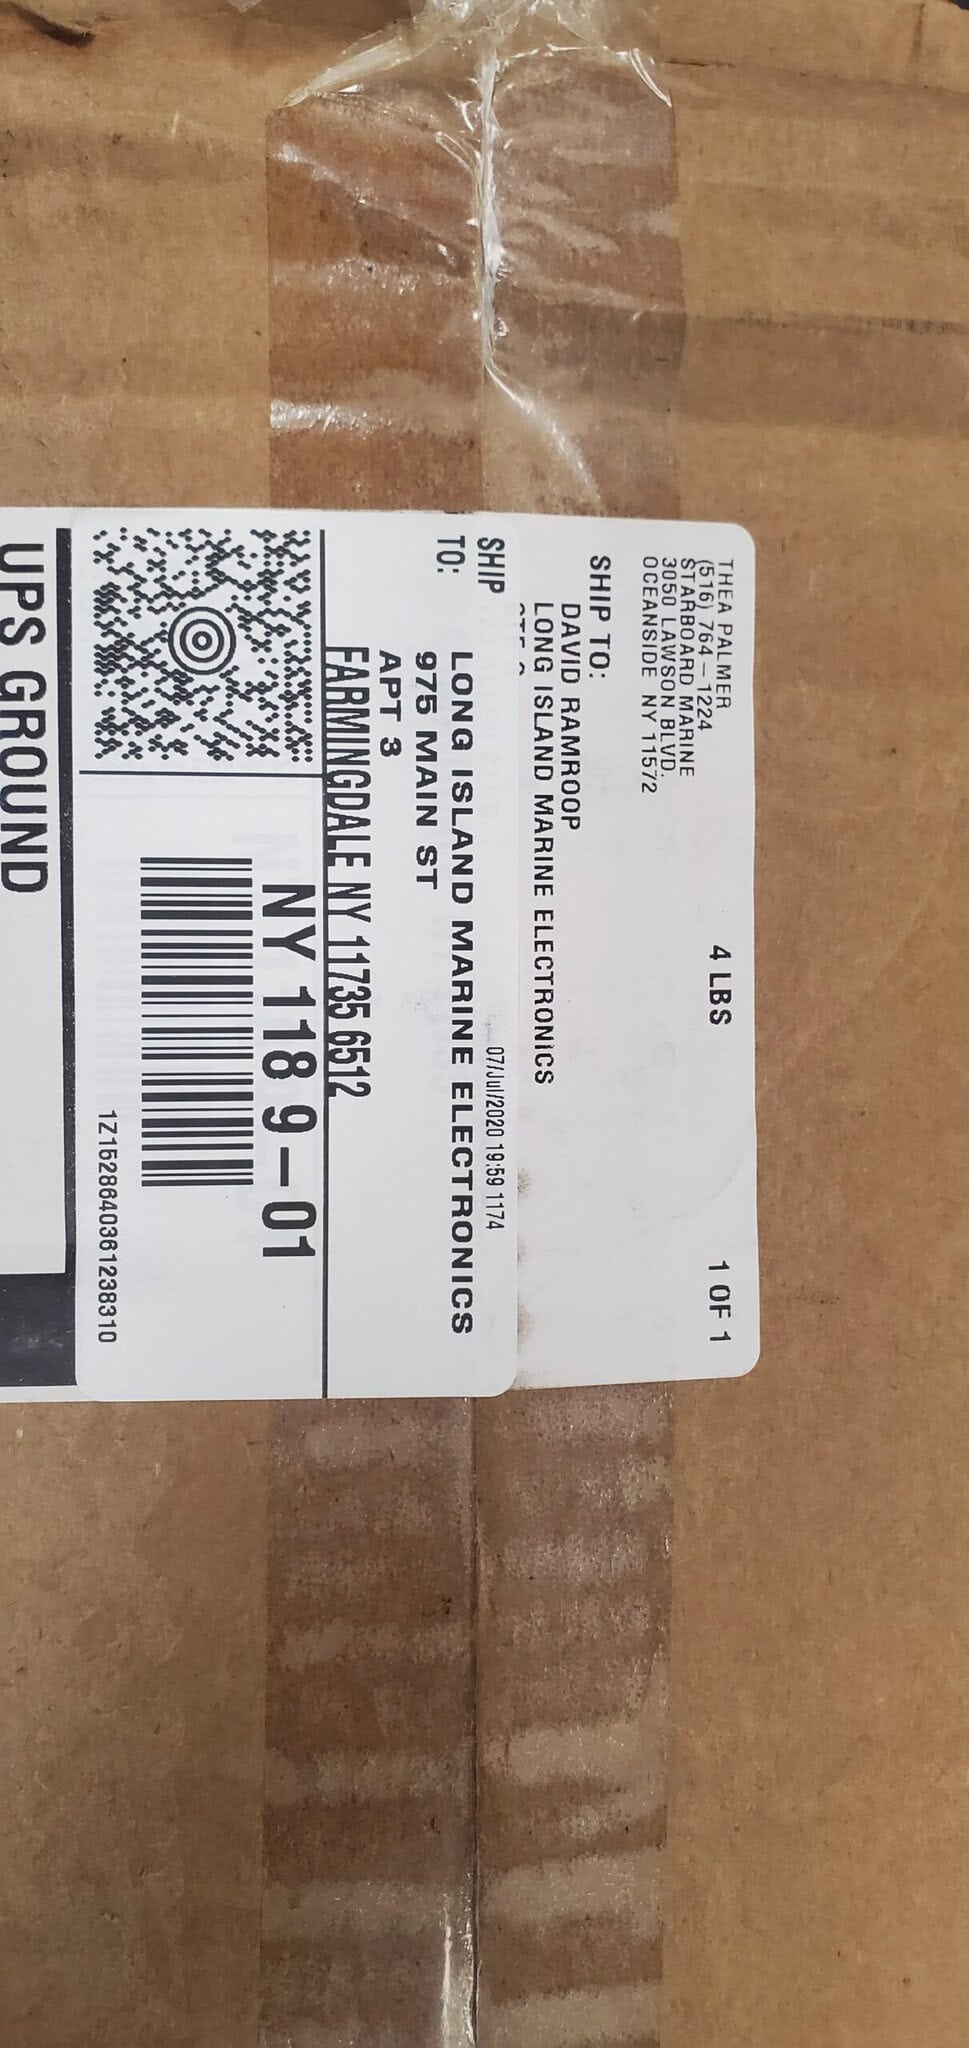 THEA PALMER
(516) 764-1224
STARBOARD MARINE
3050 LAWSON BLVD.
OCEANSIDE NY 11572
4 LBS
1 OF 1
SHIP TO:
DAVID RAMROOP
LONG ISLAND MARINE ELECTRONICS
07/Jul/2020 19:59 1174
SHIP
TO:
LONG ISLAND MARINE ELECTRONICS
975 MAIN ST
APT 3
FARMINGDALE NY 11735 6512
NY 118 9-01
1Z1528640361238310
UPS GROUND